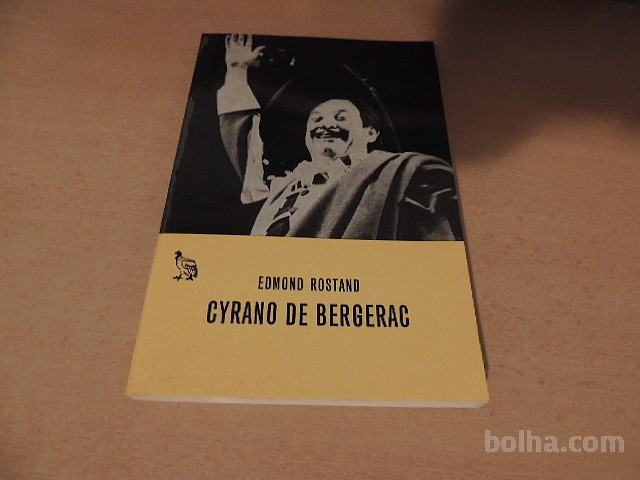 EDMOND ROSTAND
CYRANO DE BERGERAC
bolha.com